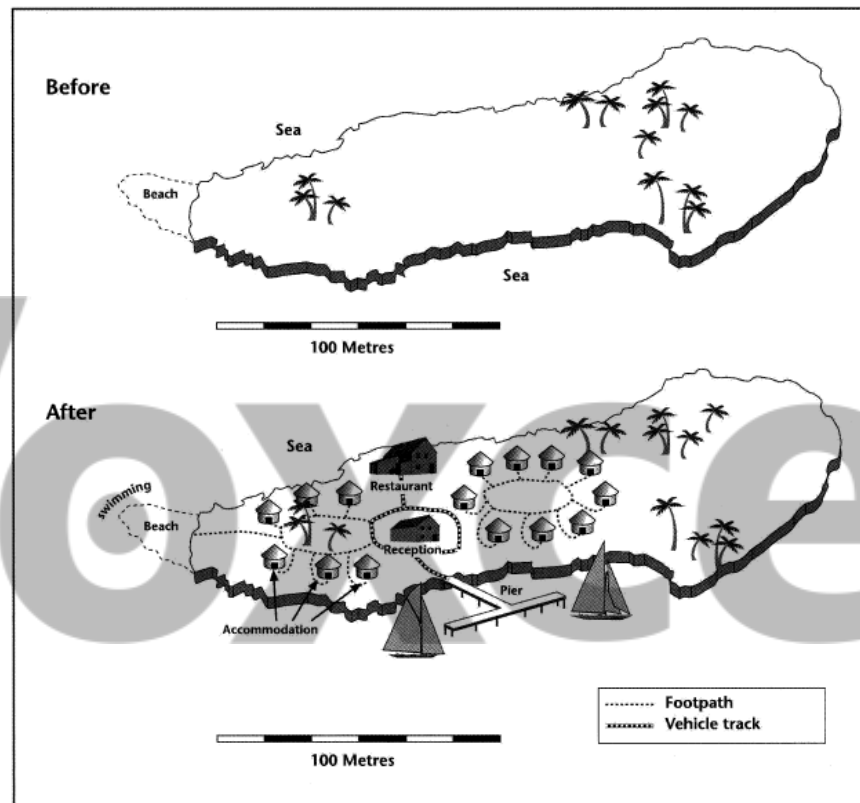 Before
Sea
Beach
Sea
100 Metres
After
Sea
Restaurant
swimming
Beach
Reception
Pier
Accommodation
Footpath
Vehicle track
100 Metres